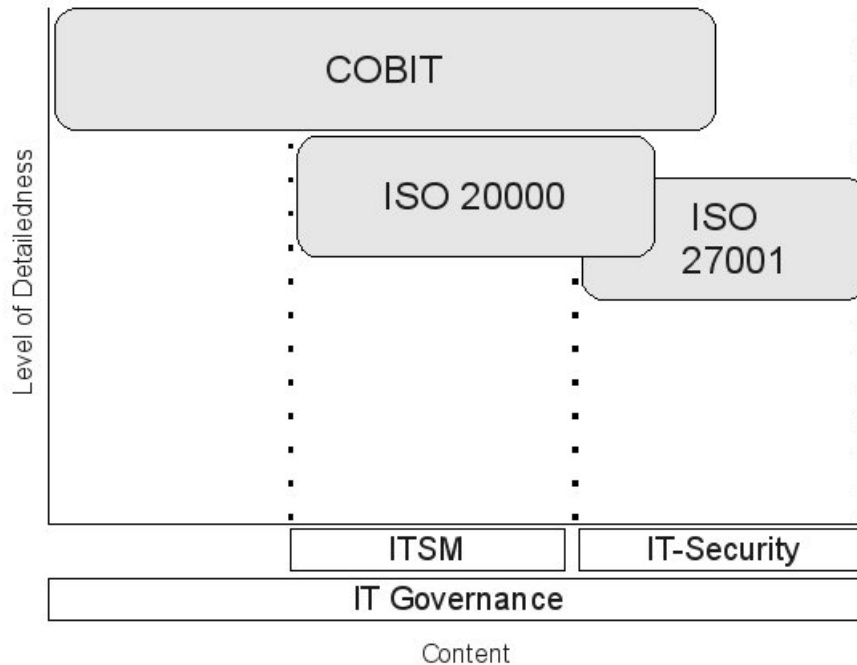 COBIT
ISO 20000
ISO
27001
Level of Detailedness
ITSM
IT-Security
IT Governance
Content